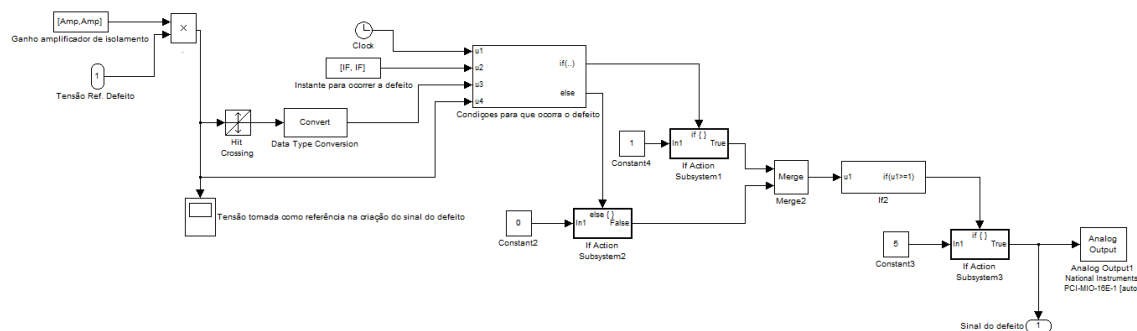 [Amp,Amp]
Ganho amplificador de isolamento
×
.
1
Tensão Ref. Defeito
Clock
[IF, IF]
Instante para ocorrer a defeito
u1
u2
u3
u4
if(..)
else
Condiçoes para que ocorra o defeito
Hit
Crossing
Convert
Data Type Conversion
Tensão tomada como referência na criação do sinal do defeito
1
Constant4
if { }
In1
True
If Action
Subsystem1
0
Constant2
else { }
In1
False
If Action
Subsystem2
Merge
Merge2
u1
if(u1>=1)
If2
5
Constant3
if { }
In1
True
If Action
Subsystem3
Analog
Output
Analog Output1
National Instruments
PCI-MIO-16E-1 [auto
Sinal do defeito
1